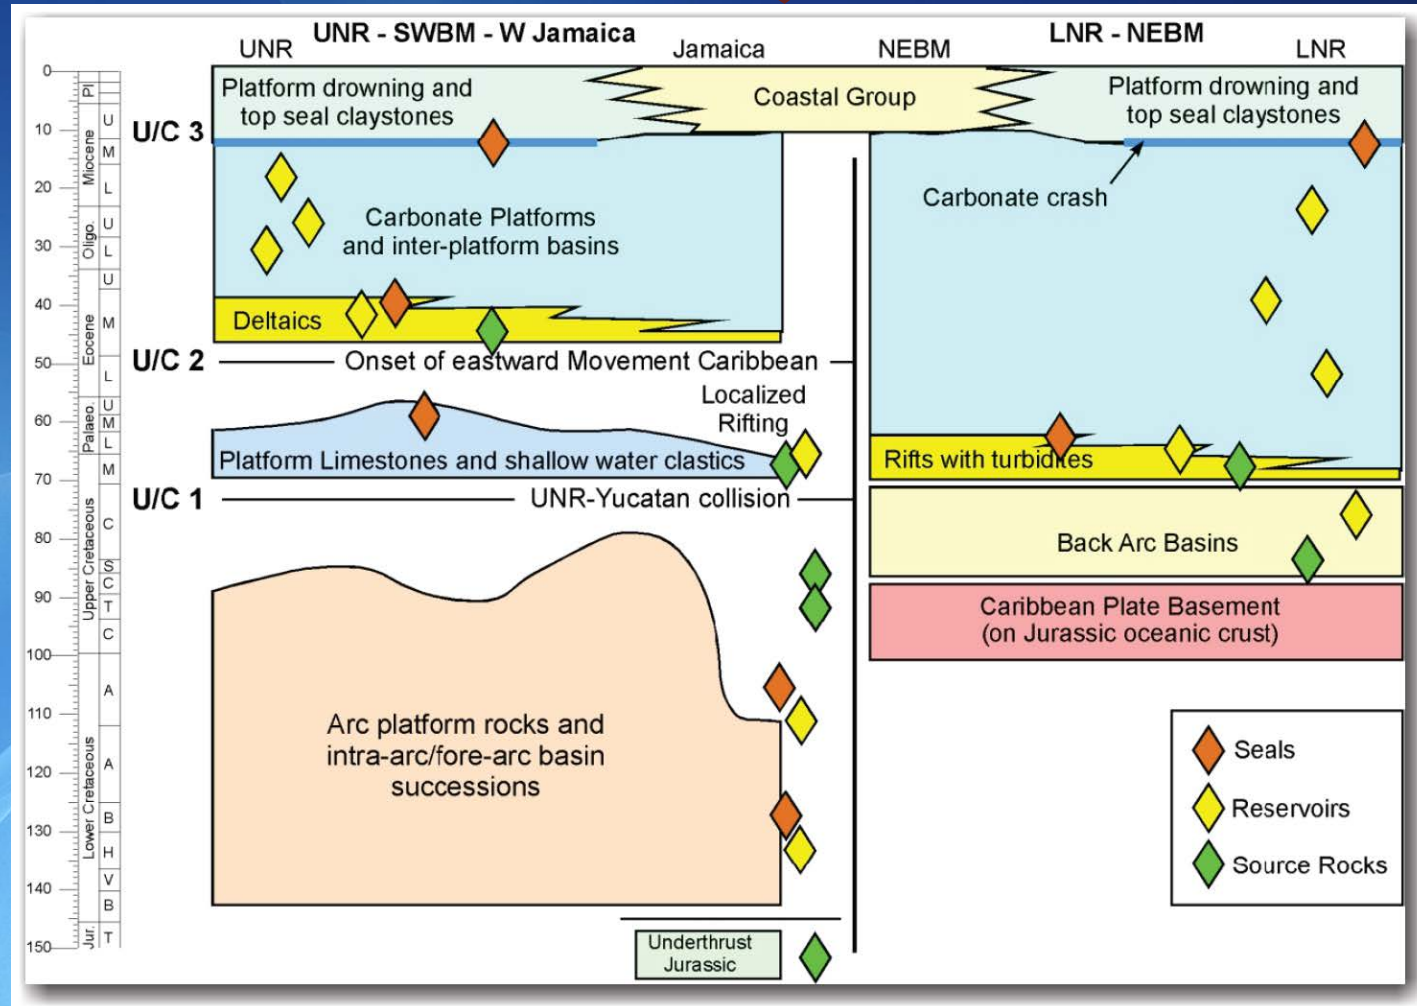 UNR - SWBM - W Jamaica
LNR - NEBM
UNR
Jamaica
NEBM
LNR
0
10
20
30
40
50
60
70
80
90
100
110
120
130
140
150
Pl
Miocene
Oligo.
Eocene
Palaeo.
Upper Cretaceous
Lower Cretaceous
Jur.
U
M
L
U
L
U
M
L
U
M
L
M
C
S
C
T
C
A
A
B
H
V
B
T
U/C 3
U/C 2
U/C 1
Platform drowning and
top seal claystones
Coastal Group
Platform drowning and
top seal claystones
Carbonate crash
Carbonate Platforms
and inter-platform basins
Deltaics
Onset of eastward Movement Caribbean
Localized
Rifting
Platform Limestones and shallow water clastics
UNR-Yucatan collision
Rifts with turbidites
Back Arc Basins
Caribbean Plate Basement
(on Jurassic oceanic crust)
Arc platform rocks and
intra-arc/fore-arc basin
successions
Underthrust
Jurassic
Seals
Reservoirs
Source Rocks